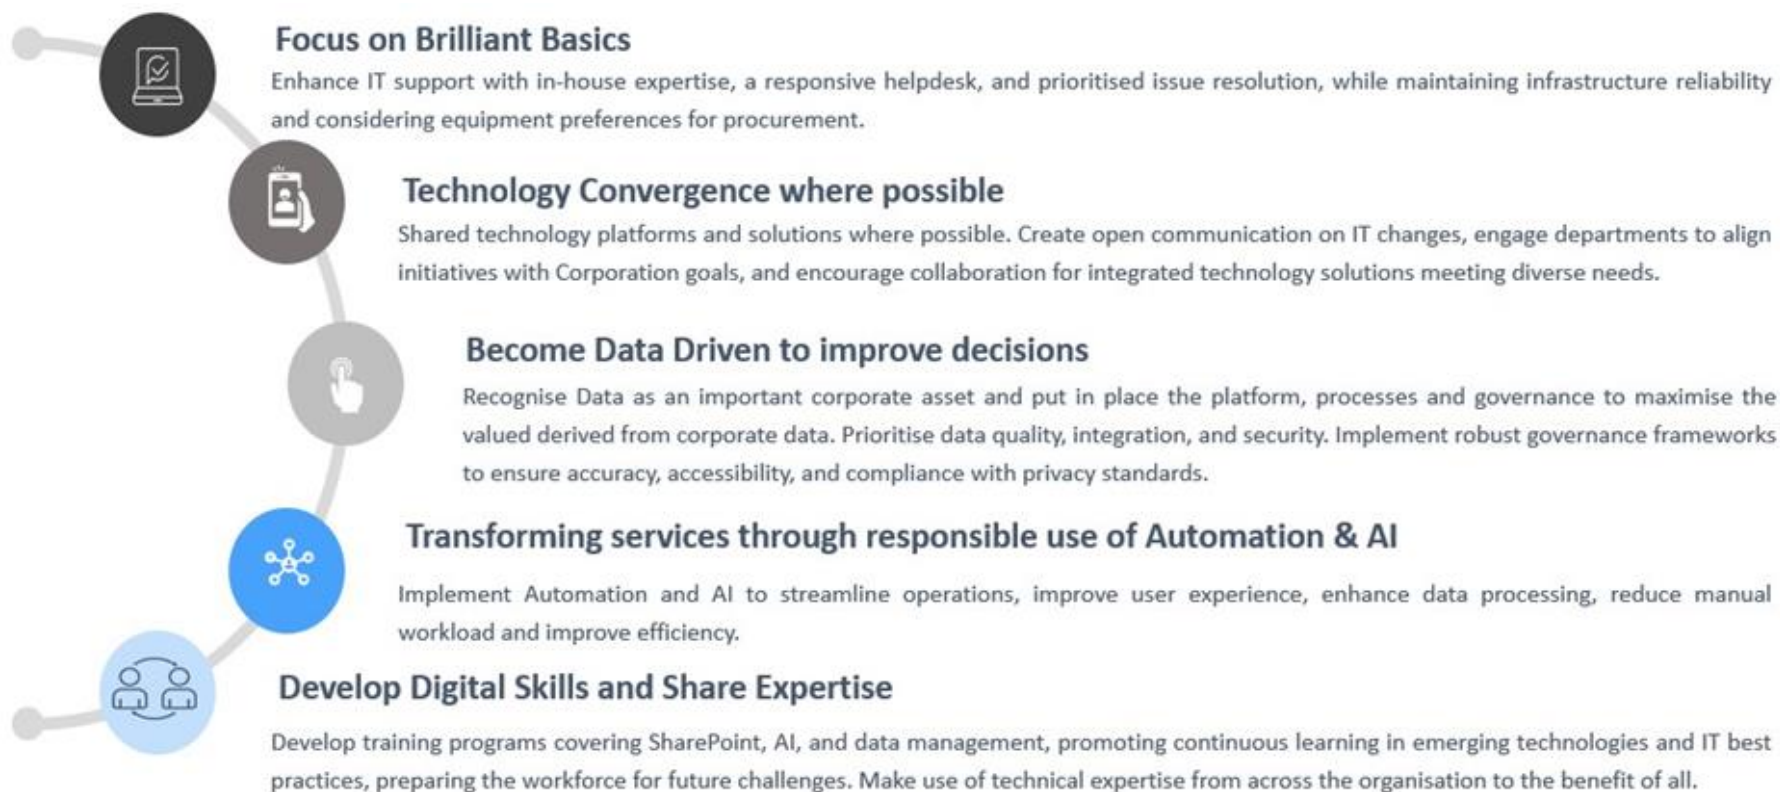 Focus on Brilliant Basics
Enhance IT support with in-house expertise, a responsive helpdesk, and prioritised issue resolution, while maintaining infrastructure reliability
and considering equipment preferences for procurement.
Technology Convergence where possible
Shared technology platforms and solutions where possible. Create open communication on IT changes, engage departments to align
initiatives with Corporation goals, and encourage collaboration for integrated technology solutions meeting diverse needs.
Become Data Driven to improve decisions
Recognise Data as an important corporate asset and put in place the platform, processes and governance to maximise the
valued derived from corporate data. Prioritise data quality, integration, and security. Implement robust governance frameworks
to ensure accuracy, accessibility, and compliance with privacy standards.
Transforming services through responsible use of Automation & AI
Implement Automation and AI to streamline operations, improve user experience, enhance data processing, reduce manual
workload and improve efficiency.
Develop Digital Skills and Share Expertise
Develop training programs covering SharePoint, AI, and data management, promoting continuous learning in emerging technologies and IT best
practices, preparing the workforce for future challenges. Make use of technical expertise from across the organisation to the benefit of all.